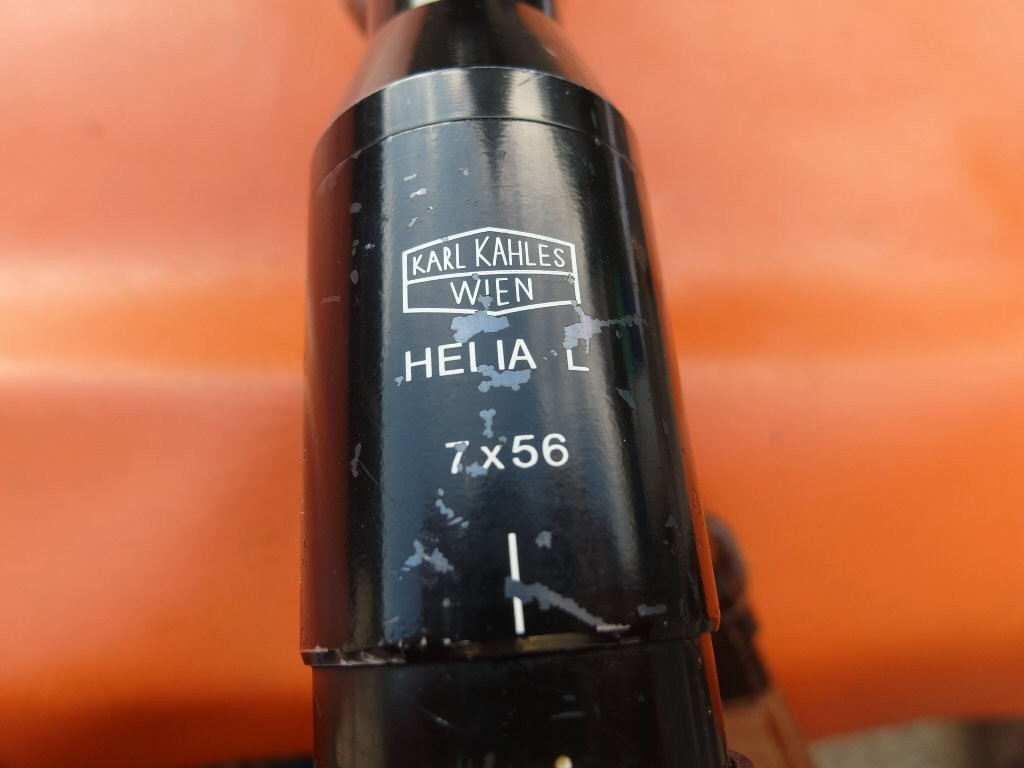 KARL KAHLES
WIEN
HELIA L
7x56